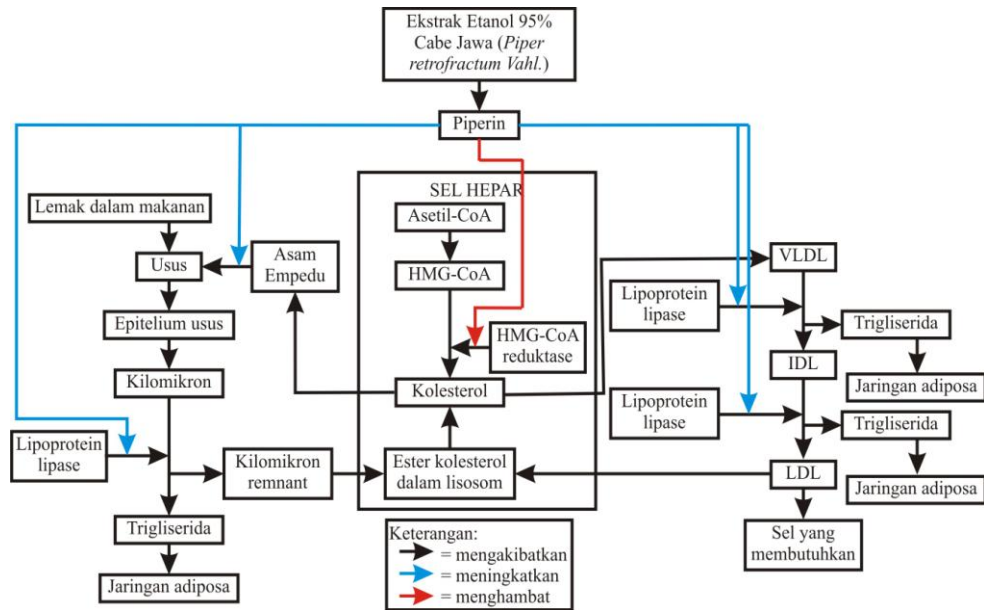 Ekstrak Etanol 95%
Cabe Jawa (Piper
retrofractum Vahl.)
Piperin
SEL HEPAR
Lemak dalam makanan
Asetil-CoA
Usus
Asam
Empedu
HMG-CoA
VLDL
Epitelium usus
Lipoprotein
lipase
Trigliserida
HMG-CoA
reduktase
Kilomikron
Kolesterol
IDL
Jaringan adiposa
Lipoprotein
lipase
Trigliserida
Lipoprotein
lipase
Kilomikron
remnant
Ester kolesterol
dalam lisosom
LDL
Jaringan adiposa
Trigliserida
Sel yang
membutuhkan
Jaringan adiposa
Keterangan:
= mengakibatkan
= meningkatkan
= menghambat